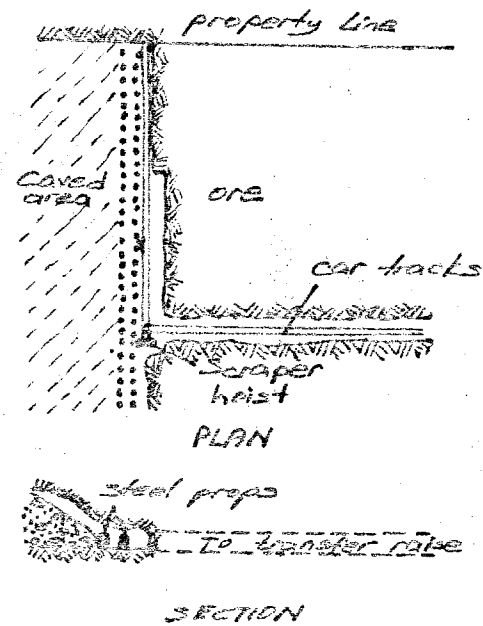 property line
Caved
area
ore
car tracks
Scraper
hoist
PLAN
steel props
To transfer raise
SECTION